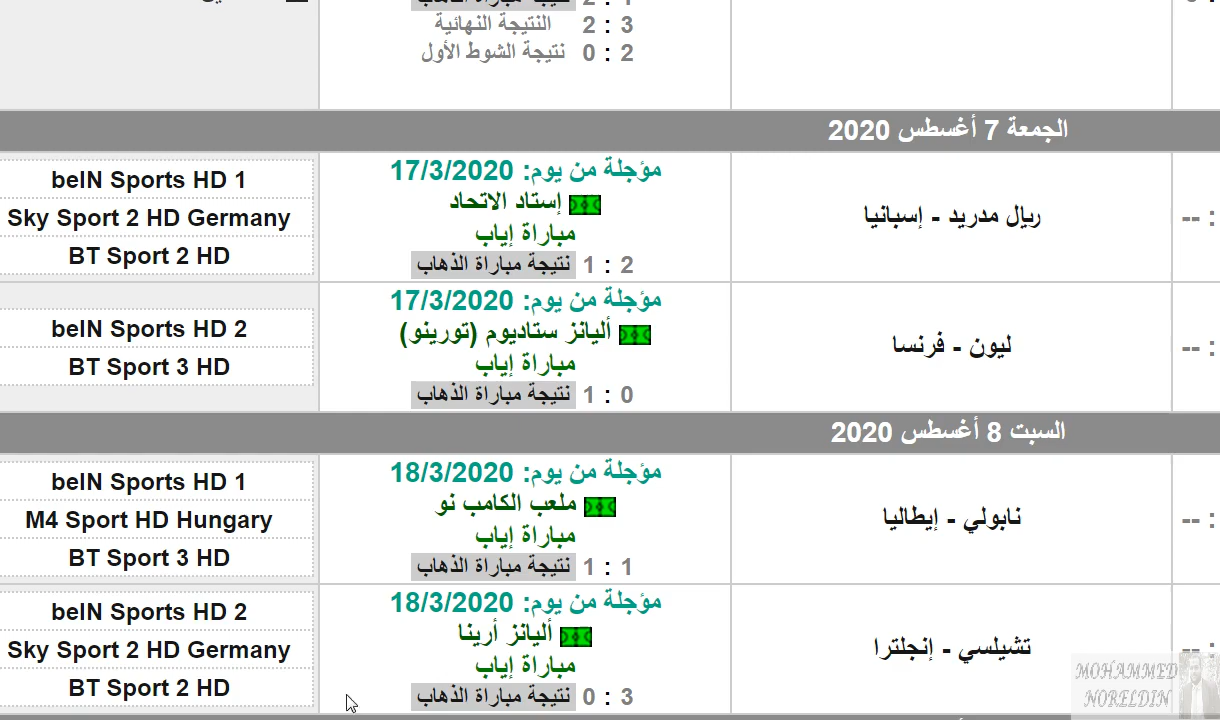 2 : 3 النتيجة النهائية
0 : 2 نتيجة الشوط الأول
الجمعة 7 أغسطس 2020
: --
ريال مدريد - إسبانيا
مؤجلة من يوم: 17/3/2020
إستاد الاتحاد
مباراة إياب
2 : 1 نتيجة مباراة الذهاب
beIN Sports HD 1
Sky Sport 2 HD Germany
BT Sport 2 HD
: --
ليون - فرنسا
مؤجلة من يوم: 17/3/2020
أليانز ستاديوم (تورينو)
مباراة إياب
0 : 1 نتيجة مباراة الذهاب
beIN Sports HD 2
BT Sport 3 HD
السبت 8 أغسطس 2020
: --
نابولي - إيطاليا
مؤجلة من يوم: 18/3/2020
ملعب الكامب نو
مباراة إياب
1 : 1 نتيجة مباراة الذهاب
beIN Sports HD 1
M4 Sport HD Hungary
BT Sport 3 HD
: --
تشيلسي - إنجلترا
مؤجلة من يوم: 18/3/2020
أليانز أرينا
مباراة إياب
3 : 0 نتيجة مباراة الذهاب
beIN Sports HD 2
Sky Sport 2 HD Germany
BT Sport 2 HD
MOHAMMED
NORELDIN